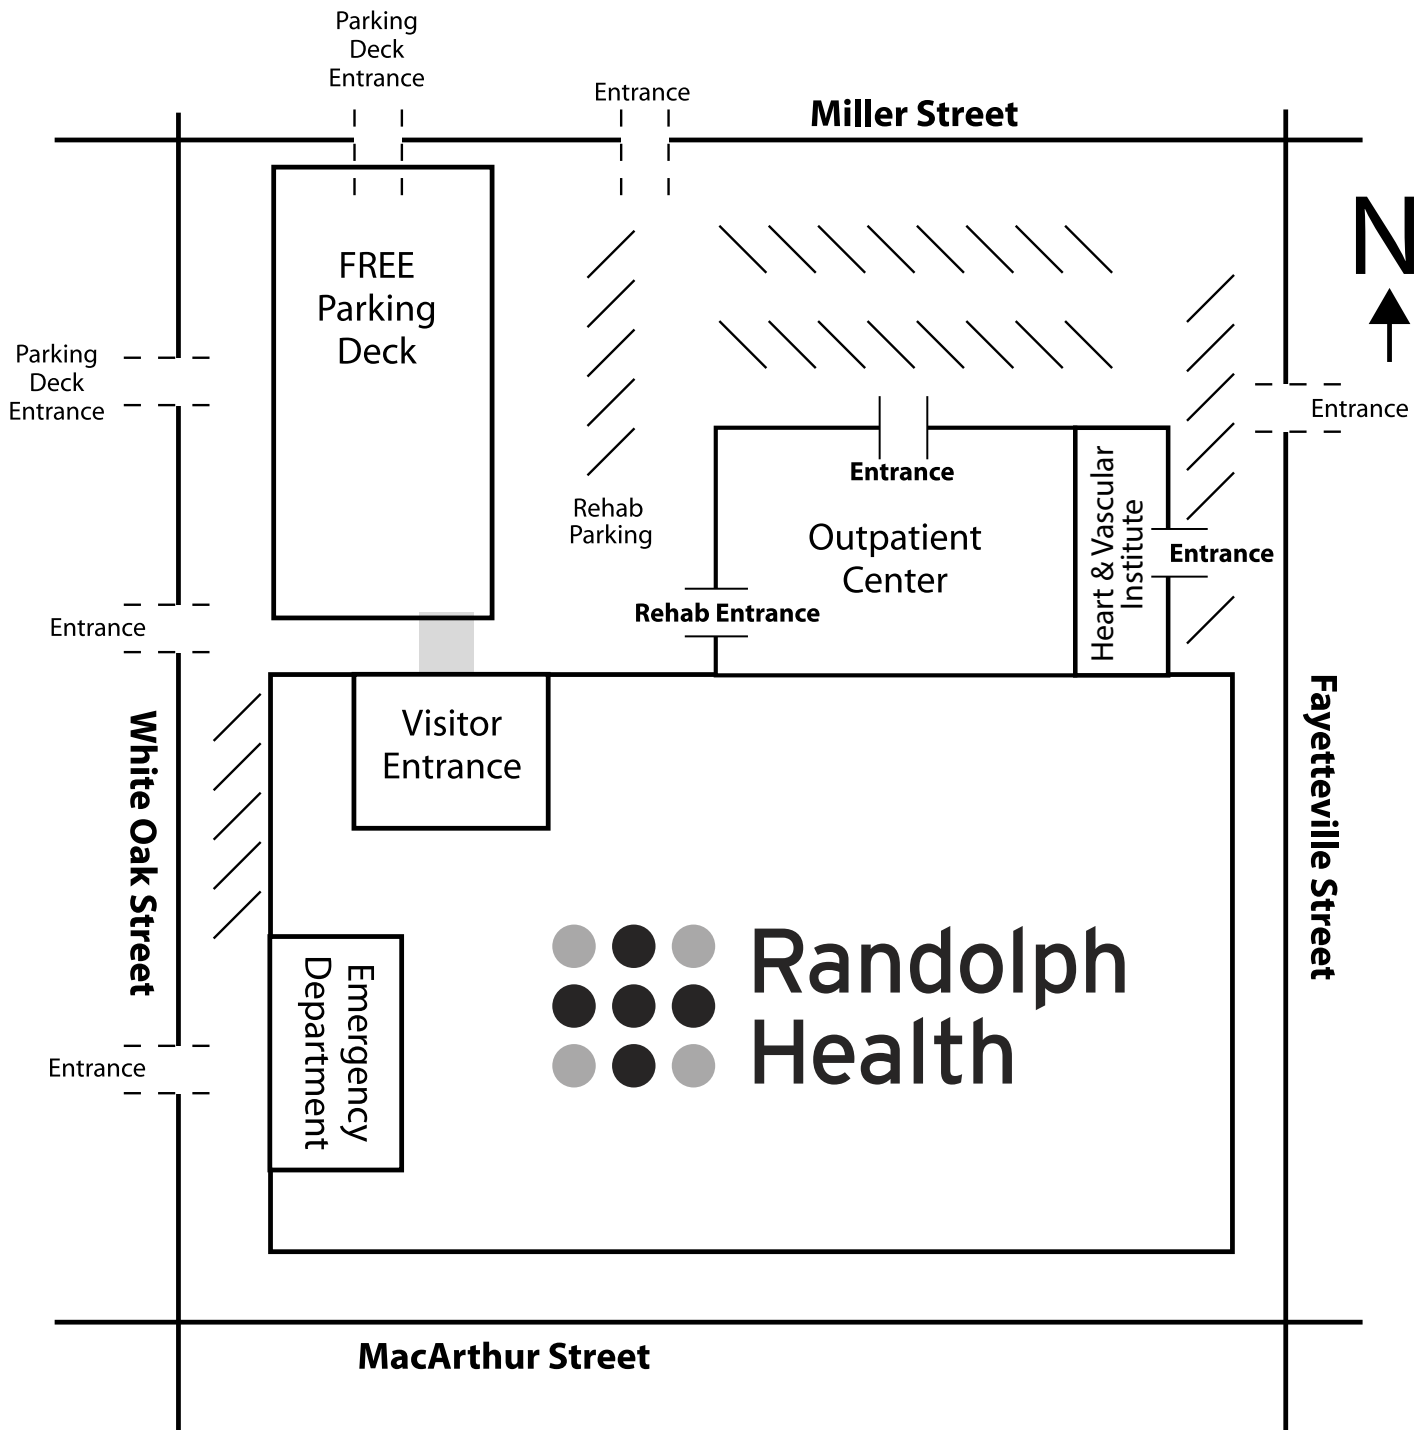 Parking
Deck
Entrance
Entrance
Miller Street
N
FREE
Parking
Deck
Parking
Deck
Entrance
Entrance
Entrance
Rehab
Parking
Outpatient
Center
Heart & Vascular
Institute
Entrance
Rehab Entrance
Entrance
Visitor
Entrance
White Oak Street
Fayetteville Street
Emergency
Department
Randolph
Health
Entrance
MacArthur Street